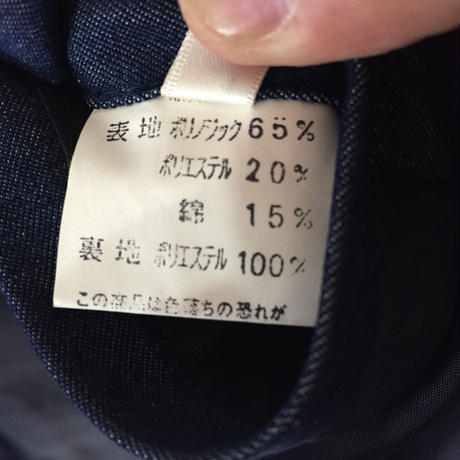 表地 ポリノジック 65%
ポリエステル 20%
綿 15%
裏地 ポリエステル 100%
この商品は色落ちの恐れが